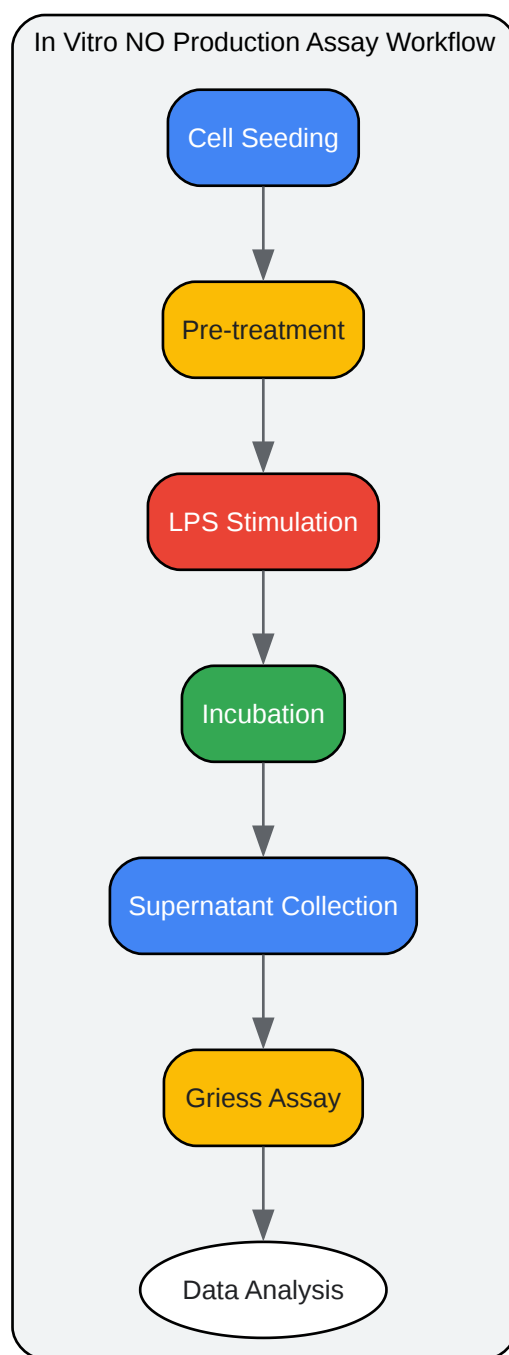 In Vitro NO Production Assay Workflow
Cell Seeding
Pre-treatment
LPS Stimulation
Incubation
Supernatant Collection
Griess Assay
Data Analysis